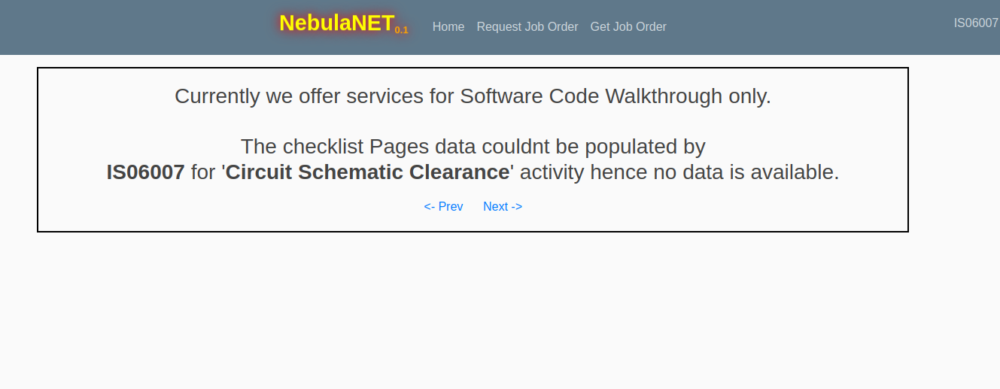 NebulaNET0.1 Home Request Job Order Get Job Order IS06007
Currently we offer services for Software Code Walkthrough only.
The checklist Pages data couldnt be populated by
IS06007 for 'Circuit Schematic Clearance' activity hence no data is available.
<- Prev Next ->